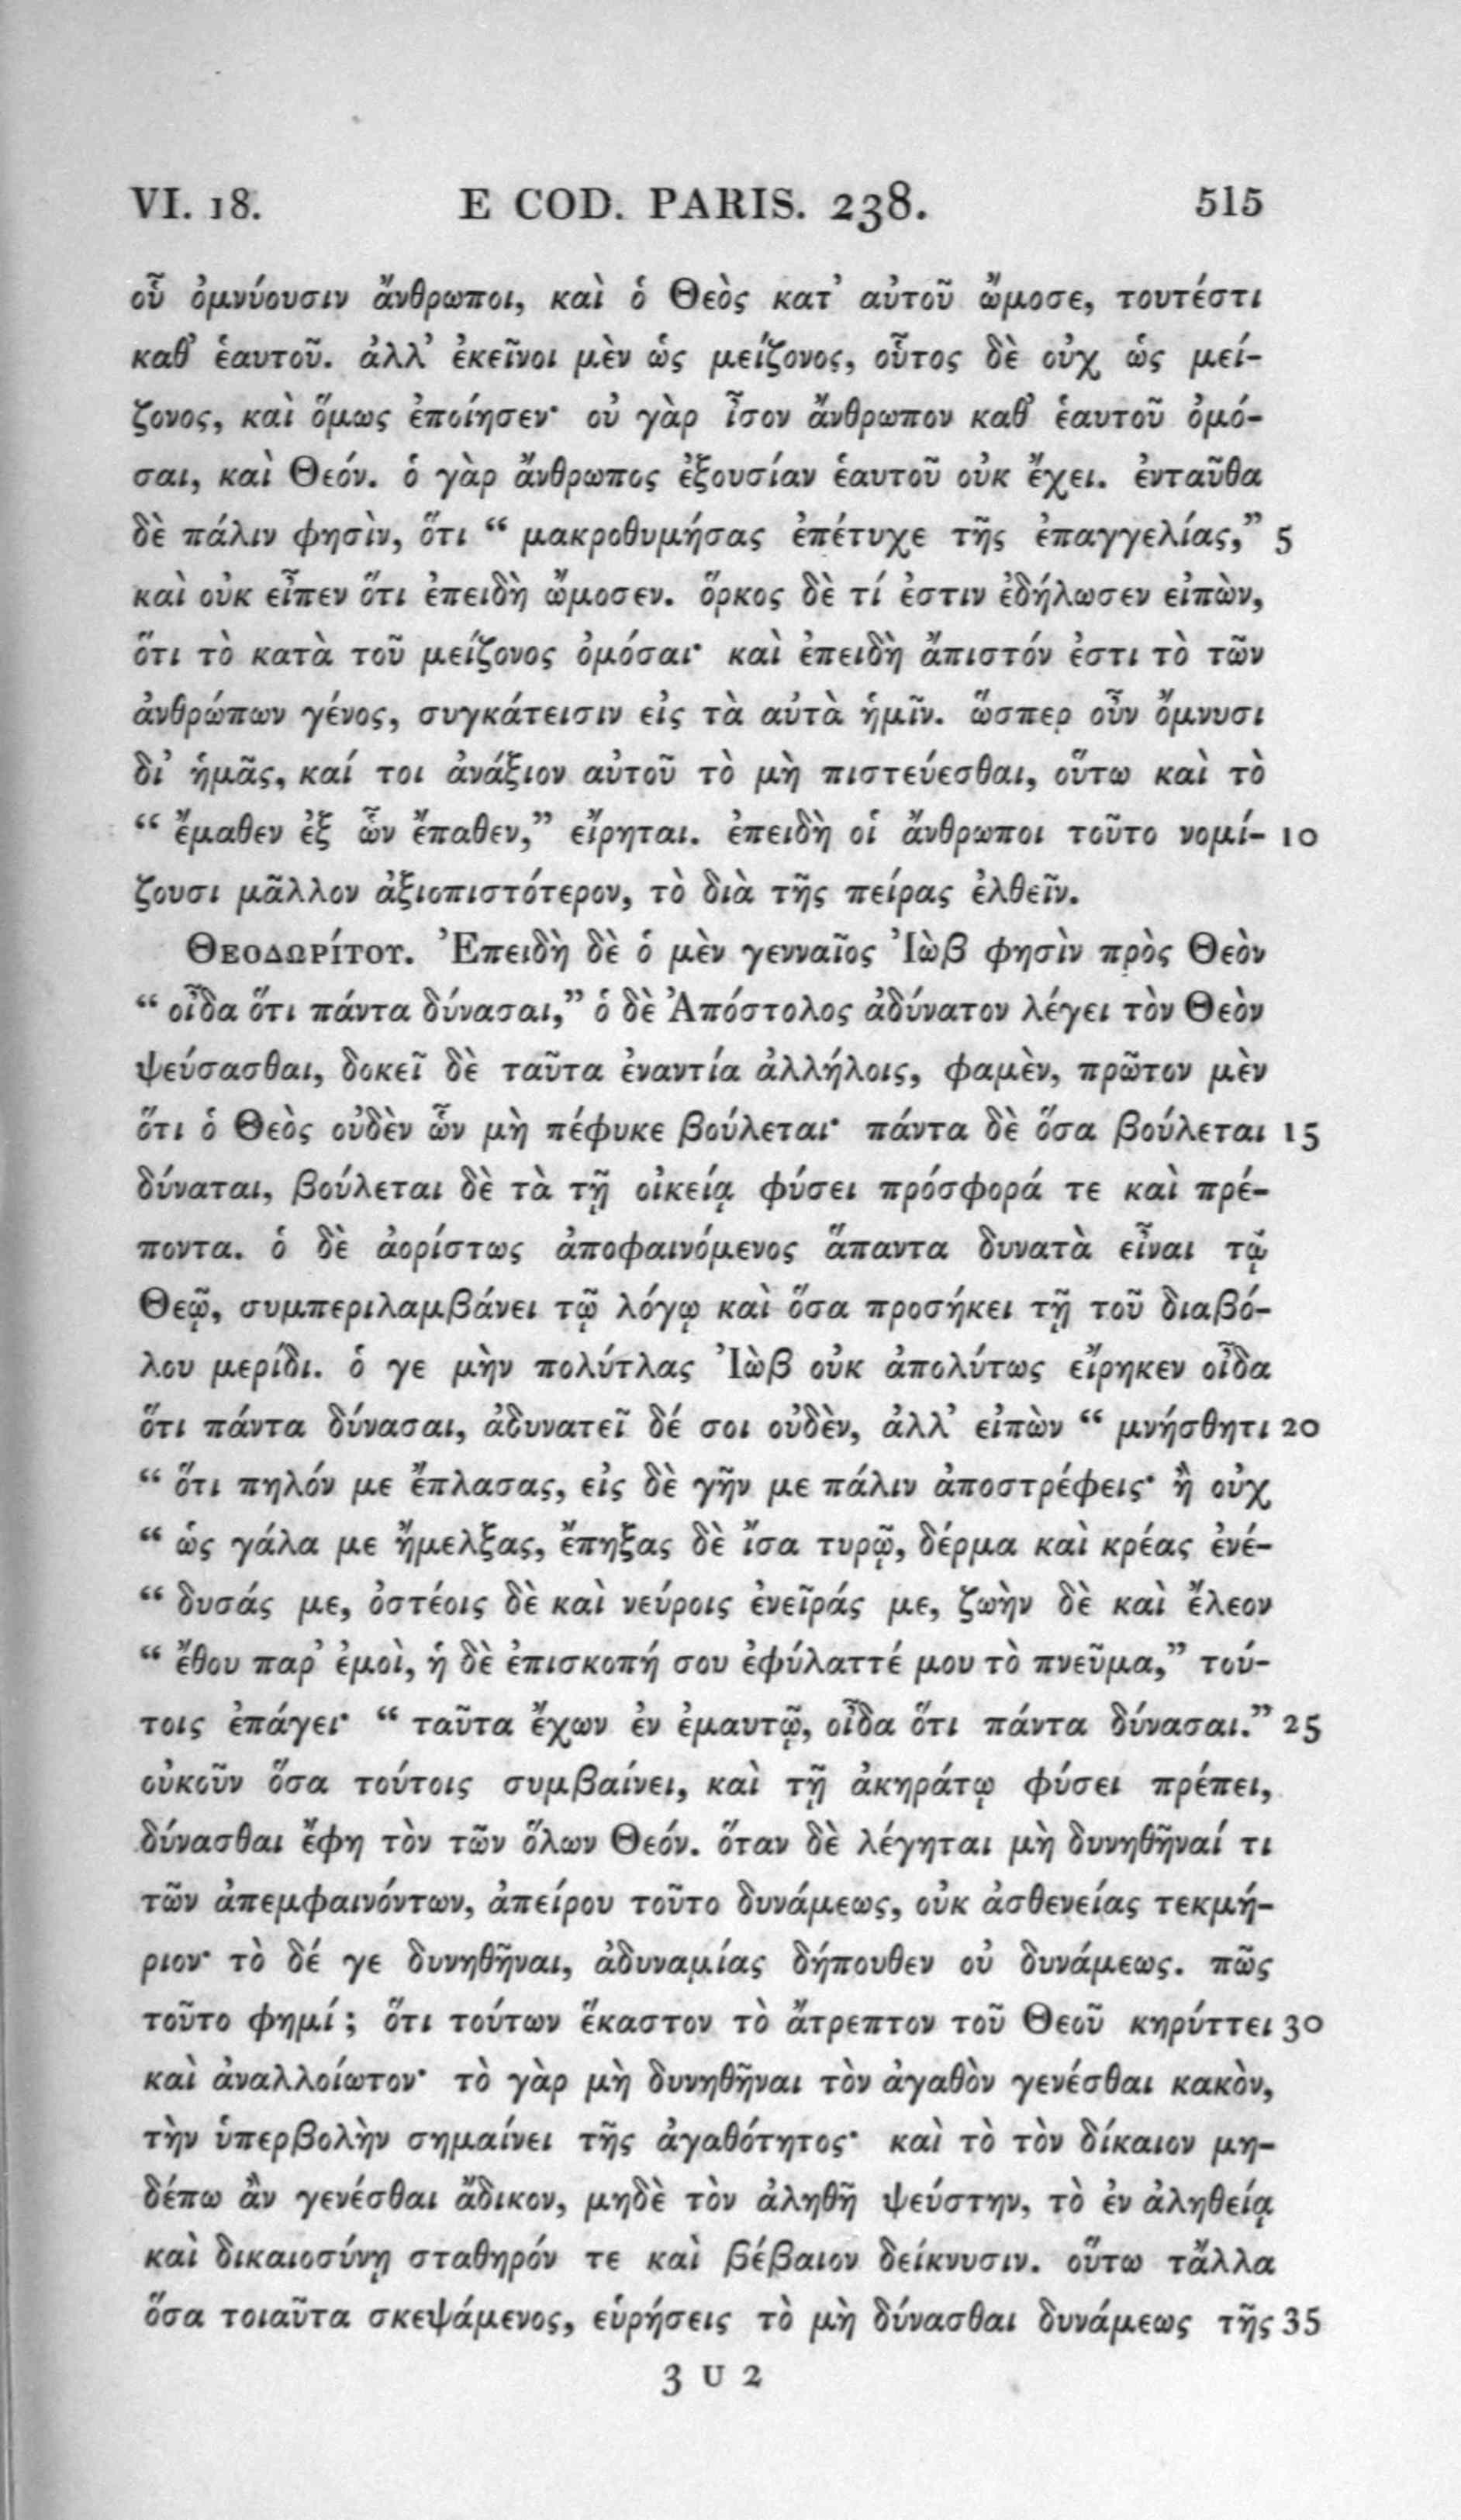 VI. 18. E COD. PARIS. 238. 515
οὗ ὀμνύουσιν ἄνθρωποι, καὶ ὁ Θεὸς κατ᾽ αὐτοῦ ὤμοσε, τουτέστι
καθ᾽ ἑαυτοῦ. ἀλλ᾽ ἐκεῖνοι μὲν ὡς μείζονος, οὗτος δὲ οὐχ ὡς μεί-
ζονος, καὶ ὅμως ἐποίησεν· οὐ γὰρ ἶσον ἄνθρωπον καθ᾽ ἑαυτοῦ ὀμό-
σαι, καὶ Θεόν. ὁ γὰρ ἄνθρωπος ἐξουσίαν ἑαυτοῦ οὐκ ἔχει. ἐνταῦθα
δὲ πάλιν φησὶν, ὅτι “ μακροθυμήσας ἐπέτυχε τῆς ἐπαγγελίας,” 5
καὶ οὐκ εἶπεν ὅτι ἐπειδὴ ὤμοσεν. ὅρκος δὲ τί ἐστιν ἐδήλωσεν εἰπὼν,
ὅτι τὸ κατὰ τοῦ μείζονος ὀμόσαι· καὶ ἐπειδὴ ἄπιστόν ἐστι τὸ τῶν
ἀνθρώπων γένος, συγκάτεισιν εἰς τὰ αὐτὰ ἡμῖν. ὥσπερ οὖν ὄμνυσι
δι᾽ ἡμᾶς, καί τοι ἀνάξιον αὐτοῦ τὸ μὴ πιστεύεσθαι, οὕτω καὶ τὸ
“ ἔμαθεν ἐξ ὧν ἔπαθεν,” εἴρηται. ἐπειδὴ οἱ ἄνθρωποι τοῦτο νομί- 10
ζουσι μᾶλλον ἀξιοπιστότερον, τὸ διὰ τῆς πείρας ἐλθεῖν.
ΘΕΟΔΩΡΊΤΟΥ. Ἐπειδὴ δὲ ὁ μὲν γενναῖος Ἰὼβ φησὶν πρὸς Θεὸν
“ οἶδα ὅτι πάντα δύνασαι,” ὁ δὲ Ἀπόστολος ἀδύνατον λέγει τὸν Θεὸν
ψεύσασθαι, δοκεῖ δὲ ταῦτα ἐναντία ἀλλήλοις, φαμὲν, πρῶτον μὲν
ὅτι ὁ Θεὸς οὐδὲν ὧν μὴ πέφυκε βούλεται· πάντα δὲ ὅσα βούλεται 15
δύναται, βούλεται δὲ τὰ τῇ οἰκείᾳ φύσει πρόσφορά τε καὶ πρέ-
ποντα. ὁ δὲ ἀορίστως ἀποφαινόμενος ἅπαντα δυνατὰ εἶναι τῷ
Θεῷ, συμπεριλαμβάνει τῷ λόγῳ καὶ ὅσα προσήκει τῇ τοῦ διαβό-
λου μερίδι. ὁ γε μὴν πολύτλας Ἰὼβ οὐκ ἀπολύτως εἴρηκεν οἶδα
ὅτι πάντα δύνασαι, ἀδυνατεῖ δέ σοι οὐδὲν, ἀλλ᾽ εἰπὼν “ μνήσθητι 20
“ ὅτι πηλόν με ἔπλασας, εἰς δὲ γῆν με πάλιν ἀποστρέφεις· ἢ οὐχ
“ ὡς γάλα με ἤμελξας, ἔπηξας δὲ ἴσα τυρῷ, δέρμα καὶ κρέας ἐνέ-
“ δυσάς με, ὀστέοις δὲ καὶ νεύροις ἐνεῖράς με, ζωὴν δὲ καὶ ἔλεον
“ ἔθου παρ᾽ ἐμοὶ, ἡ δὲ ἐπισκοπή σου ἐφύλαττέ μου τὸ πνεῦμα,” τού-
τοις ἐπάγει· “ ταῦτα ἔχων ἐν ἐμαυτῷ, οἶδα ὅτι πάντα δύνασαι.” 25
οὐκοῦν ὅσα τούτοις συμβαίνει, καὶ τῇ ἀκηράτῳ φύσει πρέπει,
δύνασθαι ἔφη τὸν τῶν ὅλων Θεόν. ὅταν δὲ λέγηται μὴ δυνηθῆναί τι
τῶν ἀπεμφαινόντων, ἀπείρου τοῦτο δυνάμεως, οὐκ ἀσθενείας τεκμή-
ριον· τὸ δέ γε δυνηθῆναι, ἀδυναμίας δήπουθεν οὐ δυνάμεως. πῶς
τοῦτο φημί; ὅτι τούτων ἕκαστον τὸ ἄτρεπτον τοῦ Θεοῦ κηρύττει 30
καὶ ἀναλλοίωτον· τὸ γὰρ μὴ δυνηθῆναι τὸν ἀγαθὸν γενέσθαι κακὸν,
τὴν ὑπερβολὴν σημαίνει τῆς ἀγαθότητος· καὶ τὸ τὸν δίκαιον μη-
δέπω ἂν γενέσθαι ἄδικον, μηδὲ τὸν ἀληθῆ ψεύστην, τὸ ἐν ἀληθείᾳ
καὶ δικαιοσύνῃ σταθηρόν τε καὶ βέβαιον δείκνυσιν. οὕτω τἄλλα
ὅσα τοιαῦτα σκεψάμενος, εὑρήσεις τὸ μὴ δύνασθαι δυνάμεως τῆς 35
3 U 2